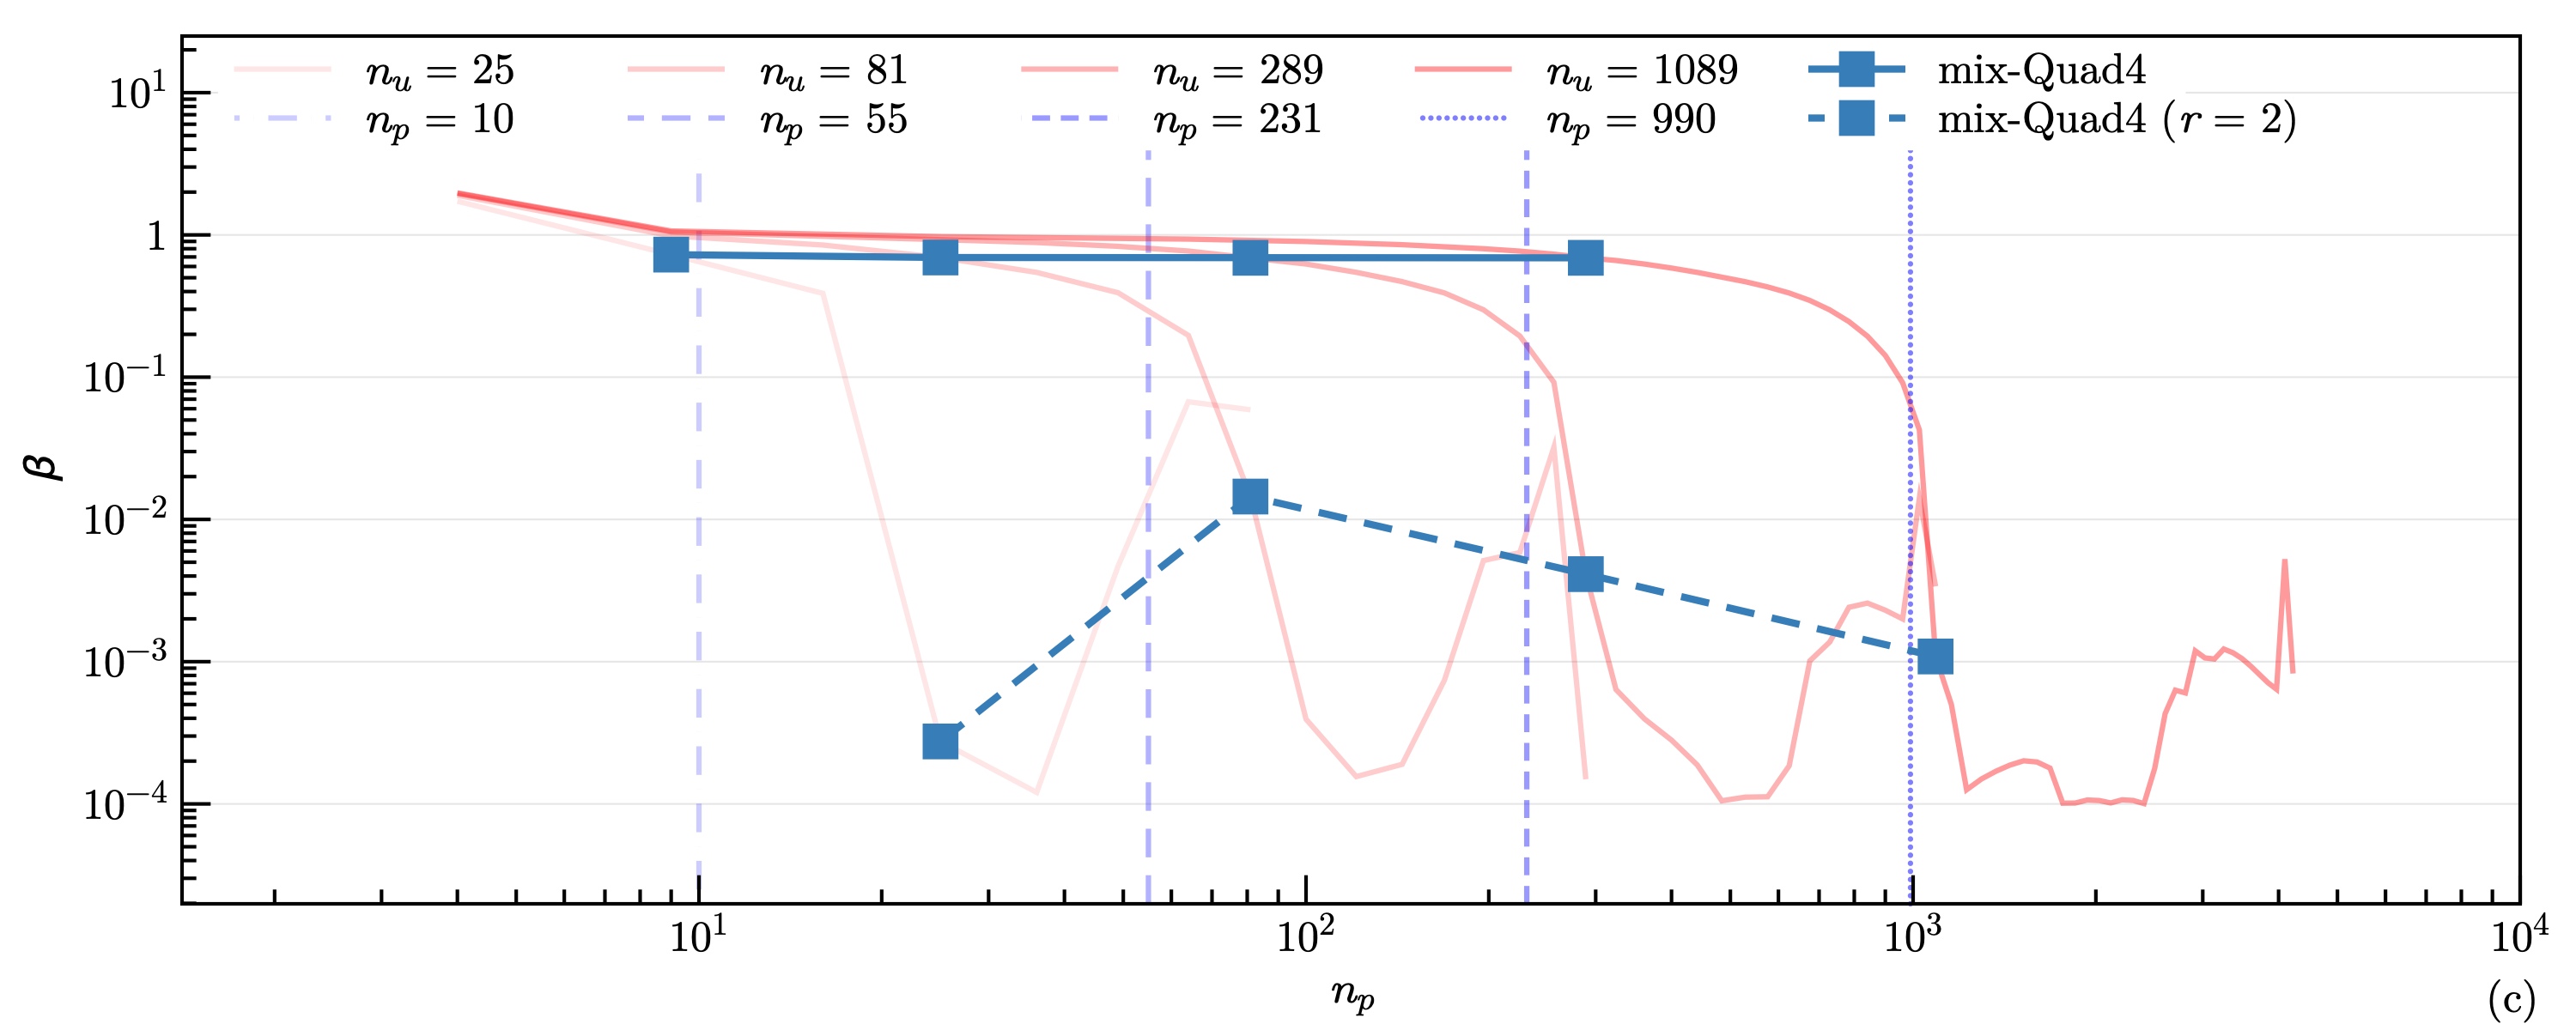 n_u = 25 n_u = 81 n_u = 289 n_u = 1089 mix-Quad4
n_p = 10 n_p = 55 n_p = 231 n_p = 990 mix-Quad4 (r = 2)
10^1
1
10^−1
10^−2
10^−3
10^−4
β
10^1 10^2 10^3 10^4
n_p
(c)